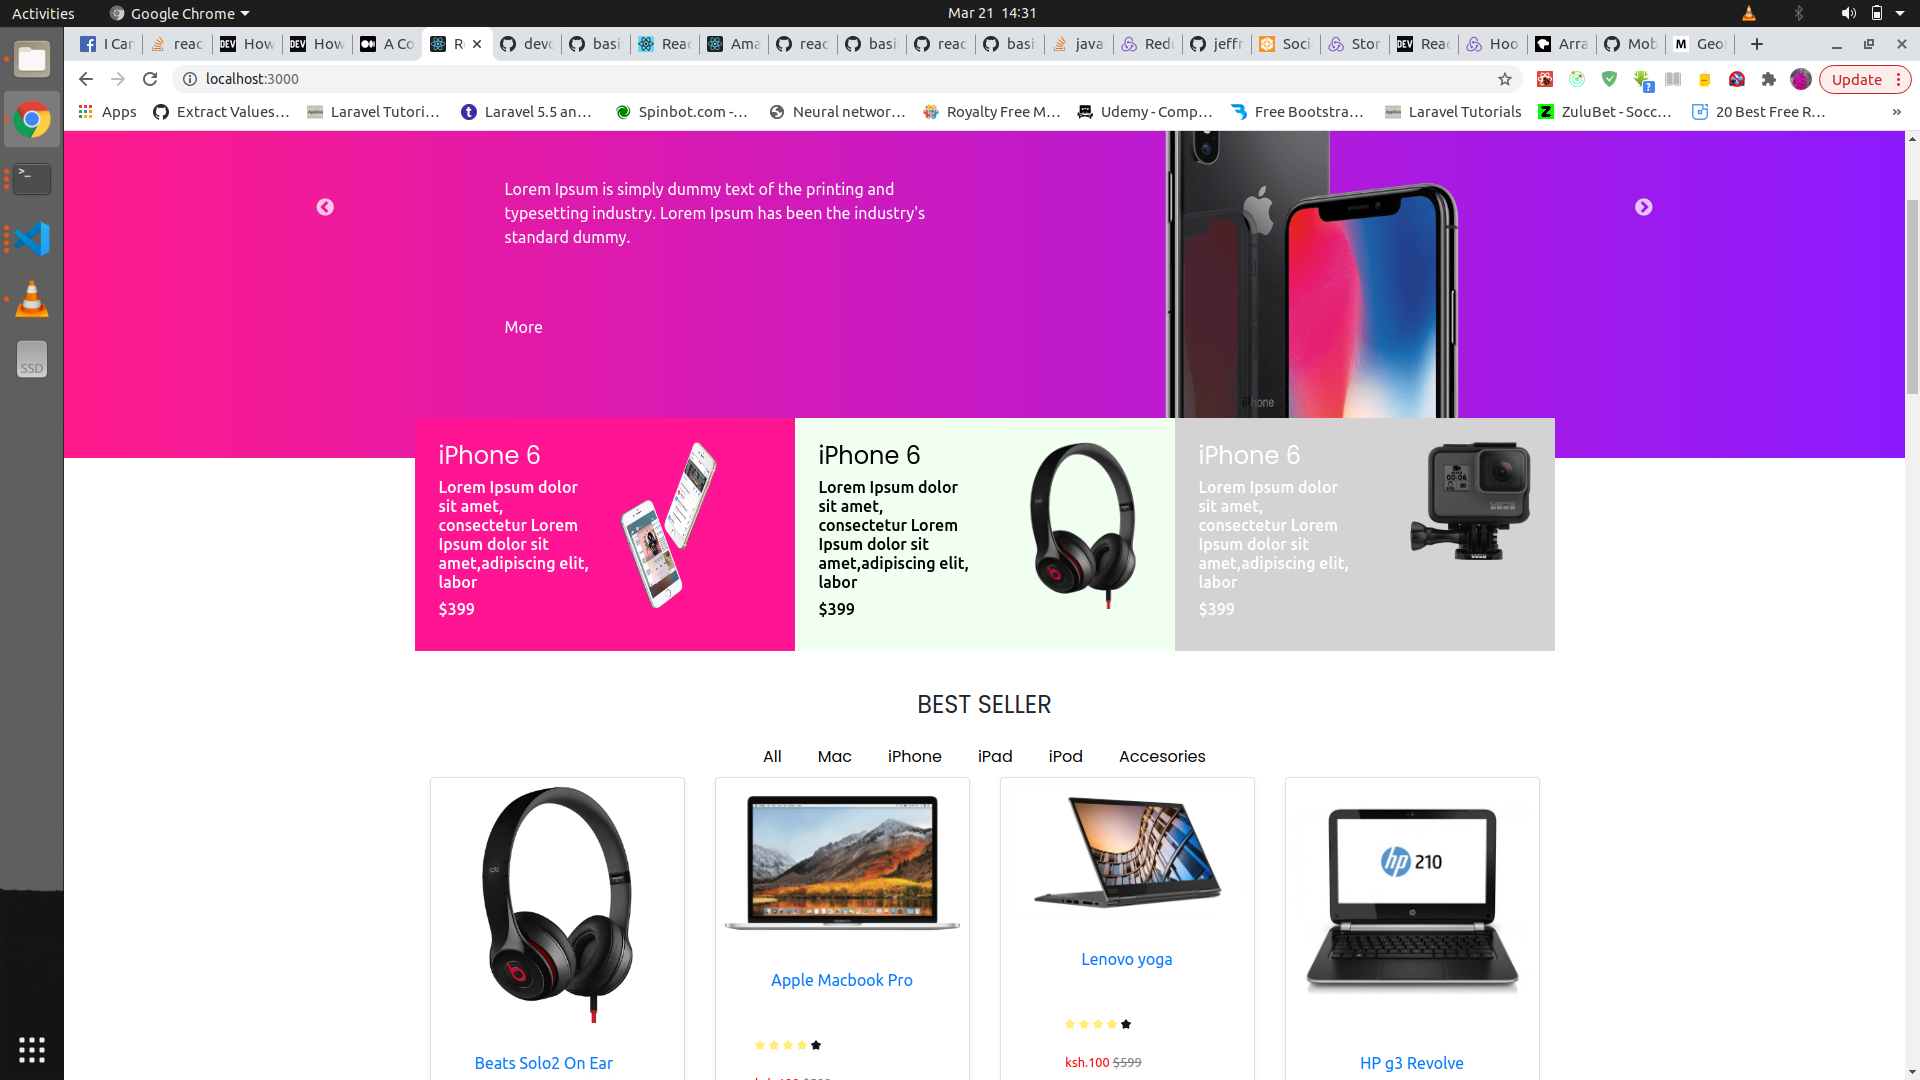 Activities
Google Chrome
Mar 21 14:31
I Can
reac
How
How
A Co
Re
devc
basi
Reac
Ama
reac
basi
reac
basi
java
Redu
jeffr
Soci
Stor
Reac
Hoo
Arra
Mob
Geo
localhost:3000
Update
Apps
Extract Values...
Laravel Tutori...
Laravel 5.5 an...
Spinbot.com -...
Neural networ...
Royalty Free M...
Udemy - Comp...
Free Bootstra...
Laravel Tutorials
ZuluBet - Socc...
20 Best Free R...
»
Lorem Ipsum is simply dummy text of the printing and
typesetting industry. Lorem Ipsum has been the industry's
standard dummy.
More
iPhone
SSD
iPhone 6
Lorem Ipsum dolor
sit amet,
consectetur Lorem
Ipsum dolor sit
amet,adipiscing elit,
labor
$399
iPhone 6
Lorem Ipsum dolor
sit amet,
consectetur Lorem
Ipsum dolor sit
amet,adipiscing elit,
labor
$399
iPhone 6
Lorem Ipsum dolor
sit amet,
consectetur Lorem
Ipsum dolor sit
amet,adipiscing elit,
labor
$399
BEST SELLER
All
Mac
iPhone
iPad
iPod
Accesories
hp 210
Lenovo yoga
Apple Macbook Pro
ksh.100 $599
Beats Solo2 On Ear
HP g3 Revolve